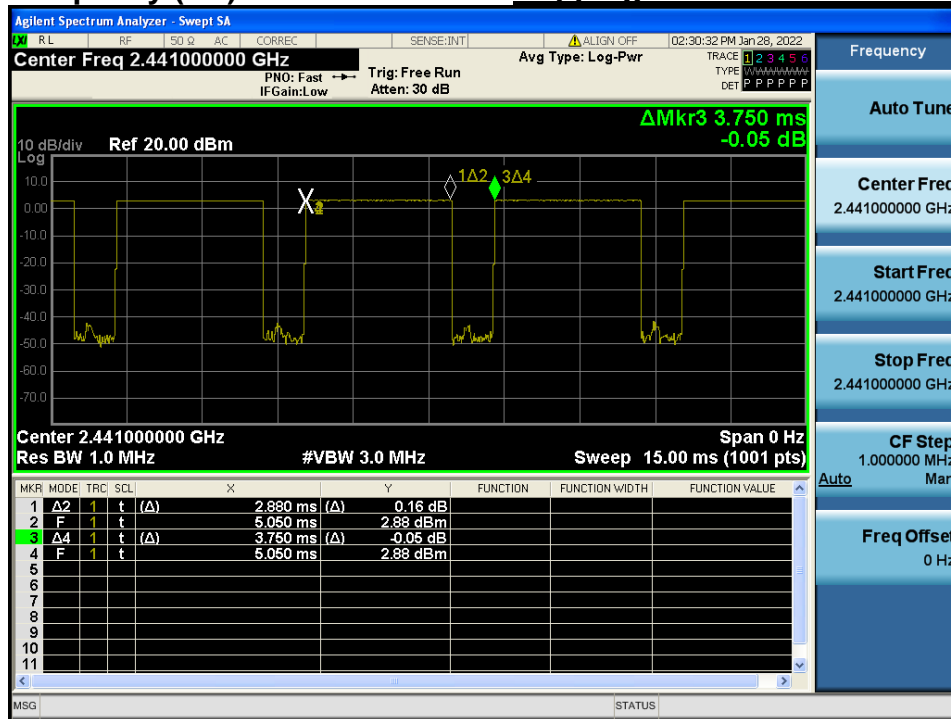 Agilent Spectrum Analyzer - Swept SA
LXI RL RF 50 Ω AC CORREC SENSE:INT ALIGN OFF 02:30:32 PM Jan 28, 2022
Center Freq 2.441000000 GHz
PNO: Fast
IFGain:Low
Trig: Free Run
Atten: 30 dB
Avg Type: Log-Pwr
TRACE 1 2 3 4 5 6
TYPE
DET P P P P P P
ΔMkr3 3.750 ms
-0.05 dB
10 dB/div Ref 20.00 dBm
Log
10.0
0.00
-10.0
-20.0
-30.0
-40.0
-50.0
-60.0
-70.0
1Δ2 3Δ4
Center 2.441000000 GHz Span 0 Hz
Res BW 1.0 MHz #VBW 3.0 MHz Sweep 15.00 ms (1001 pts)
MKR MODE TRC SCL X Y FUNCTION FUNCTION WIDTH FUNCTION VALUE
1 Δ2 1 t (Δ) 2.880 ms (Δ) 0.16 dB
2 F 1 t 5.050 ms 2.88 dBm
3 Δ4 1 t (Δ) 3.750 ms (Δ) -0.05 dB
4 F 1 t 5.050 ms 2.88 dBm
5
6
7
8
9
10
11
MSG STATUS
Frequency
Auto Tune
Center Freq
2.441000000 GHz
Start Freq
2.441000000 GHz
Stop Freq
2.441000000 GHz
CF Step
1.000000 MHz
Auto Man
Freq Offset
0 Hz